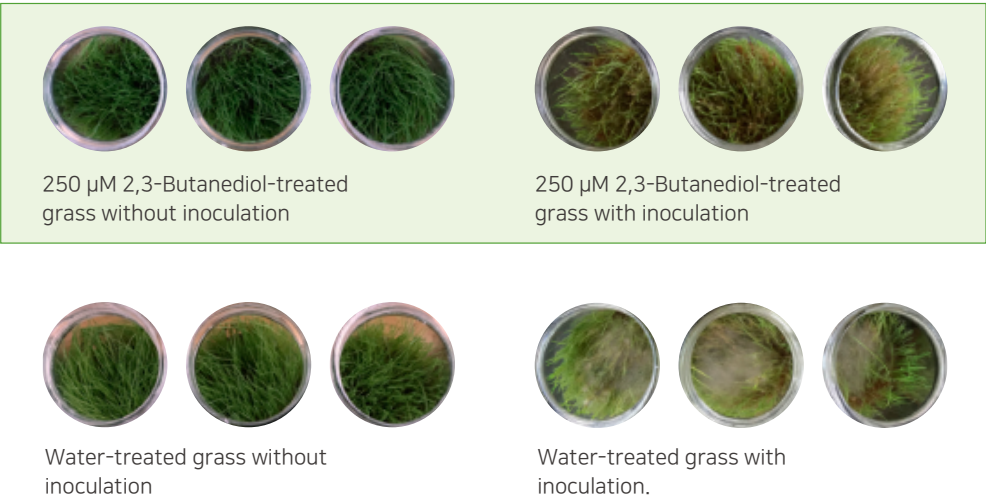 250 µM 2,3-Butanediol-treated
grass without inoculation
250 µM 2,3-Butanediol-treated
grass with inoculation
Water-treated grass without
inoculation
Water-treated grass with
inoculation.